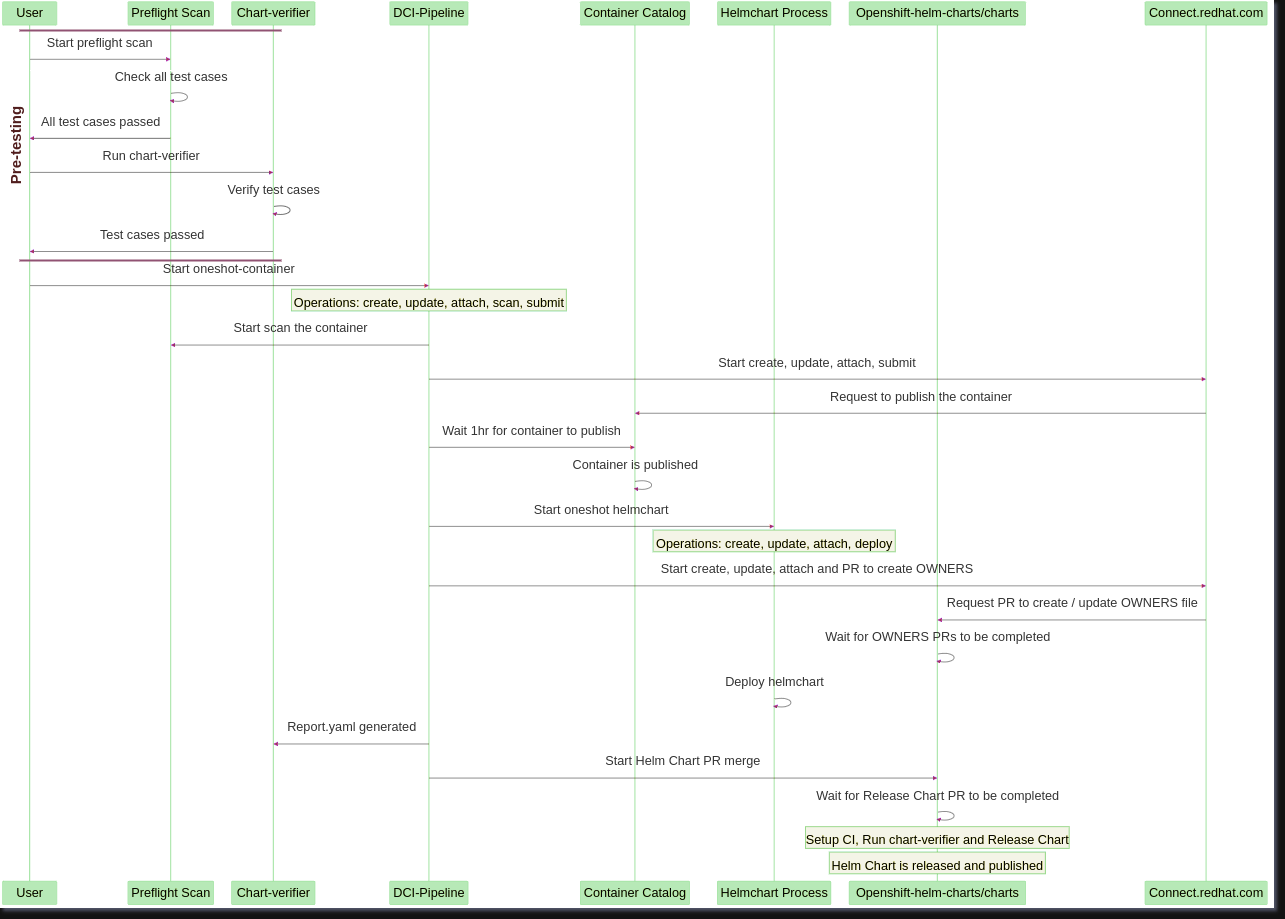 User
Preflight Scan
Chart-verifier
DCI-Pipeline
Container Catalog
Helmchart Process
Openshift-helm-charts/charts
Connect.redhat.com
Pre-testing
Start preflight scan
Check all test cases
All test cases passed
Run chart-verifier
Verify test cases
Test cases passed
Start oneshot-container
Operations: create, update, attach, scan, submit
Start scan the container
Start create, update, attach, submit
Request to publish the container
Wait 1hr for container to publish
Container is published
Start oneshot helmchart
Operations: create, update, attach, deploy
Start create, update, attach and PR to create OWNERS
Request PR to create / update OWNERS file
Wait for OWNERS PRs to be completed
Deploy helmchart
Report.yaml generated
Start Helm Chart PR merge
Wait for Release Chart PR to be completed
Setup CI, Run chart-verifier and Release Chart
Helm Chart is released and published
User
Preflight Scan
Chart-verifier
DCI-Pipeline
Container Catalog
Helmchart Process
Openshift-helm-charts/charts
Connect.redhat.com